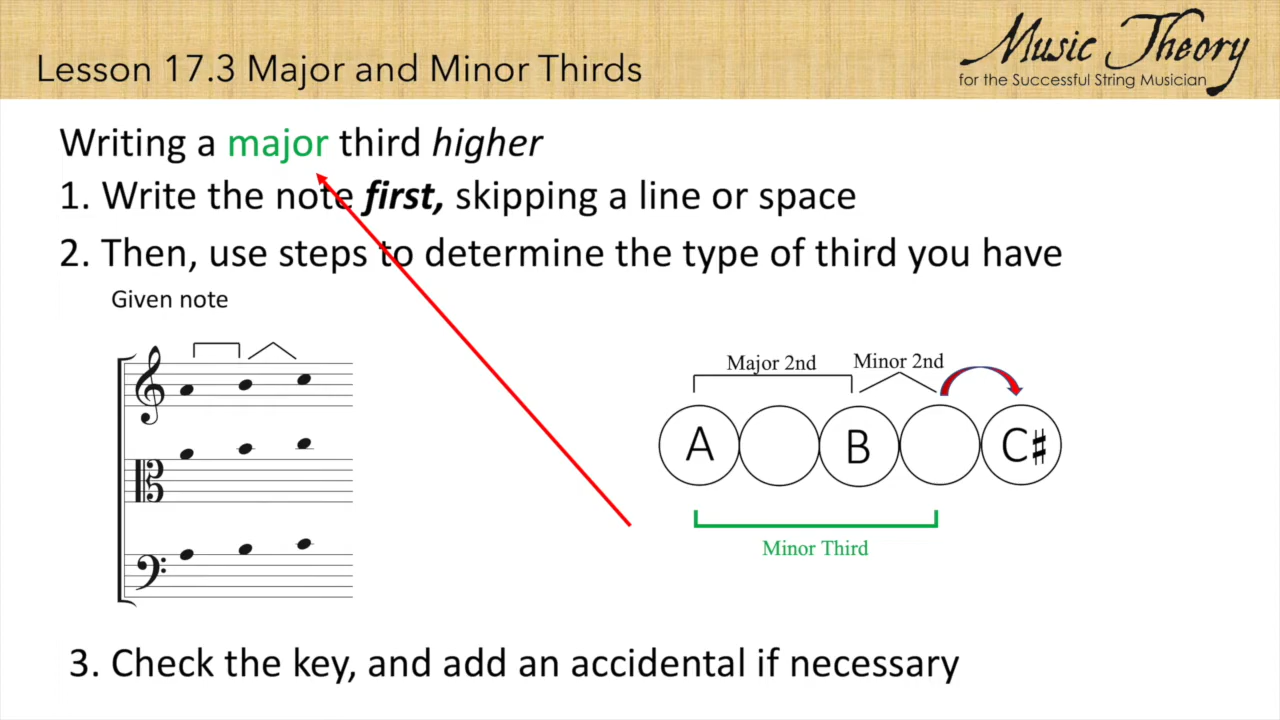 Lesson 17.3 Major and Minor Thirds
Music Theory
for the Successful String Musician
Writing a major third higher
1. Write the note first, skipping a line or space
2. Then, use steps to determine the type of third you have
Given note
Major 2nd
Minor 2nd
A
B
C♯
Minor Third
3. Check the key, and add an accidental if necessary